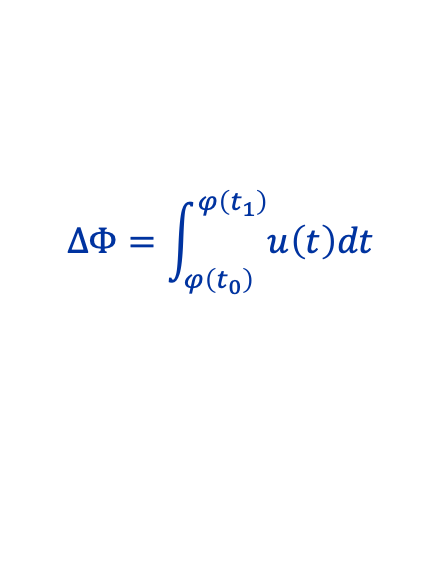 ΔΦ = ∫_{φ(t₀)}^{φ(t₁)} u(t)dt